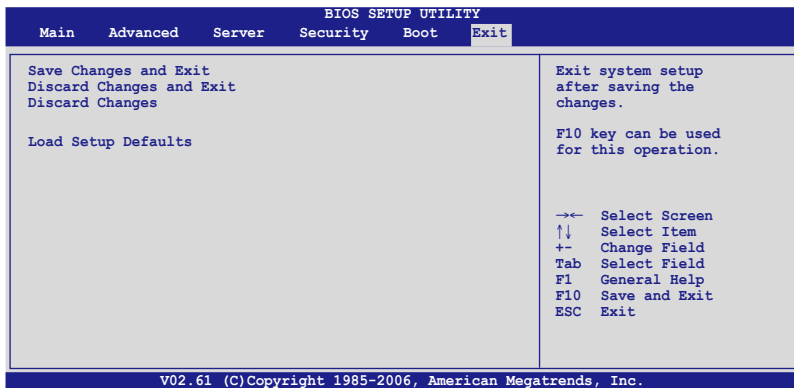 BIOS SETUP UTILITY
Main Advanced Server Security Boot Exit
Save Changes and Exit
Discard Changes and Exit
Discard Changes
Load Setup Defaults
Exit system setup
after saving the
changes.
F10 key can be used
for this operation.
→← Select Screen
↑↓ Select Item
+- Change Field
Tab Select Field
F1 General Help
F10 Save and Exit
ESC Exit
V02.61 (C)Copyright 1985-2006, American Megatrends, Inc.